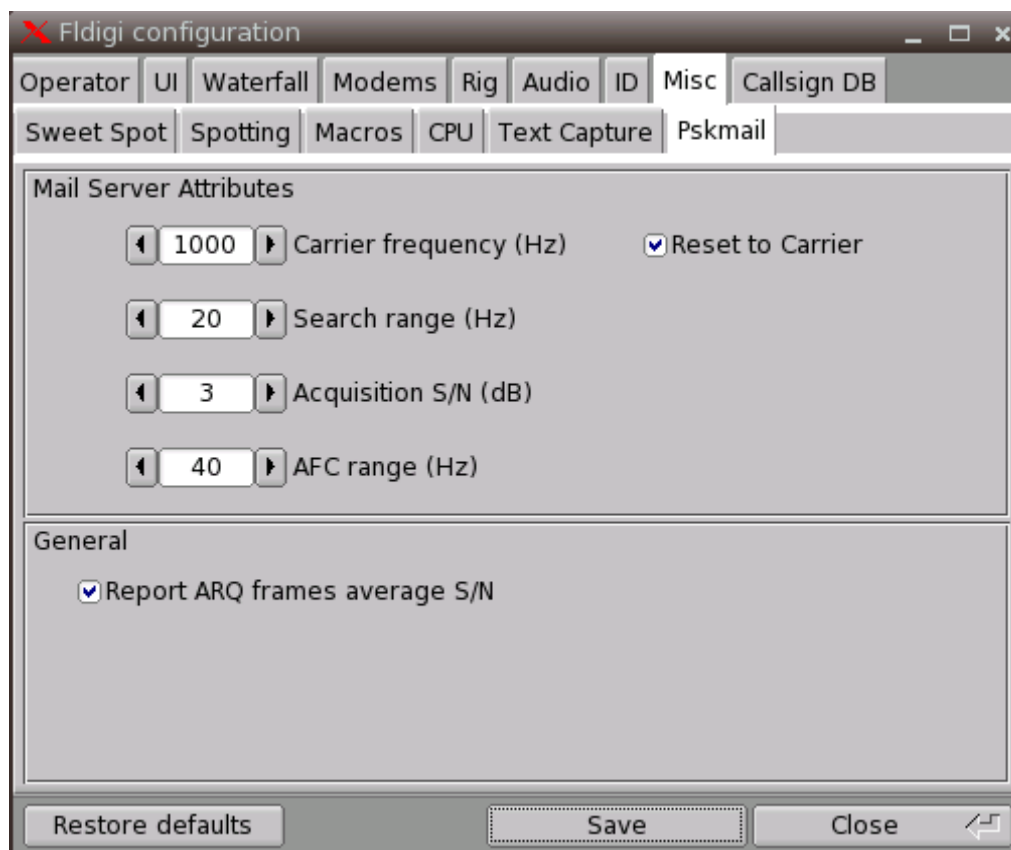 Fldigi configuration
Operator UI Waterfall Modems Rig Audio ID Misc Callsign DB
Sweet Spot Spotting Macros CPU Text Capture Pskmail
Mail Server Attributes
1000 Carrier frequency (Hz) Reset to Carrier
20 Search range (Hz)
3 Acquisition S/N (dB)
40 AFC range (Hz)
General
Report ARQ frames average S/N
Restore defaults Save Close